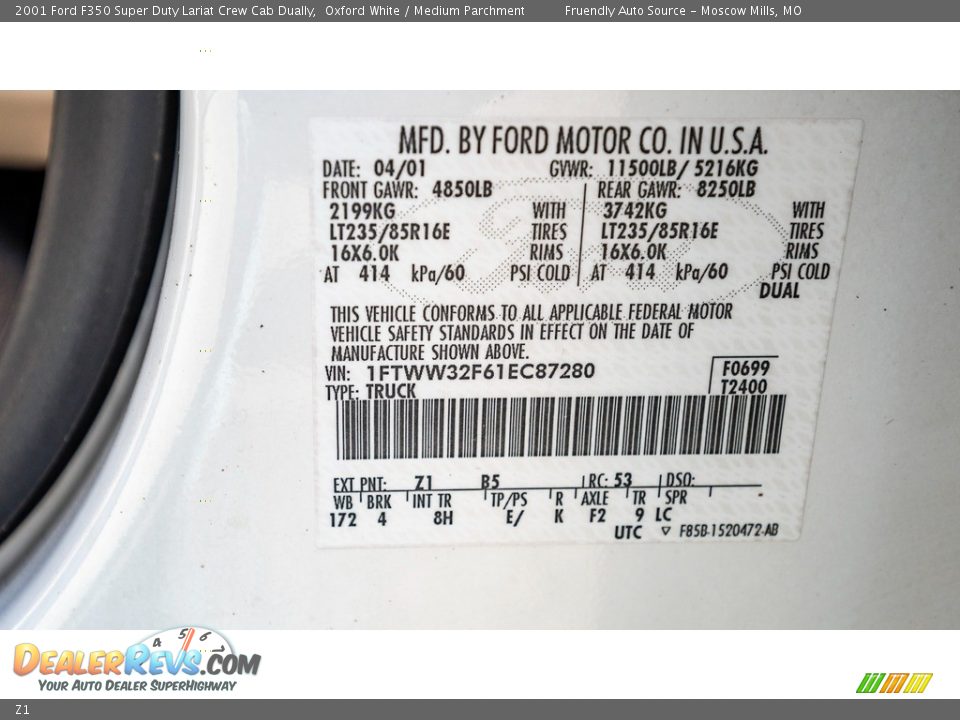 2001 Ford F350 Super Duty Lariat Crew Cab Dually, Oxford White / Medium Parchment Fruendly Auto Source - Moscow Mills, MO
MFD. BY FORD MOTOR CO. IN U.S.A.
DATE: 04/01 GVWR: 11500LB/ 5216KG
FRONT GAWR: 4850LB REAR GAWR: 8250LB
2199KG WITH 3742KG WITH
LT235/85R16E TIRES LT235/85R16E TIRES
16X6.0K RIMS 16X6.0K RIMS
AT 414 kPa/60 PSI COLD AT 414 kPa/60 PSI COLD
DUAL
THIS VEHICLE CONFORMS TO ALL APPLICABLE FEDERAL MOTOR
VEHICLE SAFETY STANDARDS IN EFFECT ON THE DATE OF
MANUFACTURE SHOWN ABOVE.
VIN: 1FTWW32F61EC87280 F0699
TYPE: TRUCK T2400
EXT PNT: Z1 B5 RC: 53 DSO:
WB BRK INT TR TP/PS R AXLE TR SPR
172 4 8H E/ K F2 9 LC
UTC ▽ F85B-1520472-AB
4 5 6 7
DEALERREVS.COM
YOUR AUTO DEALER SUPERHIGHWAY
Z1